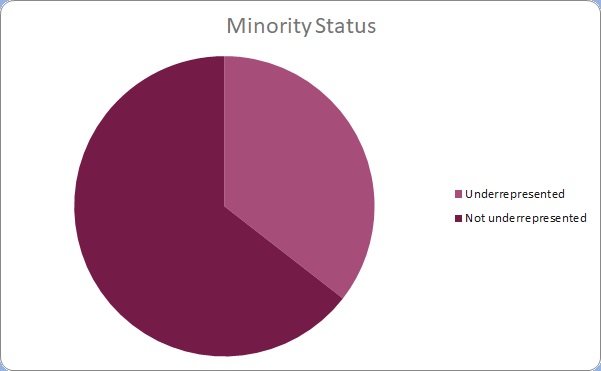 Minority Status
Underrepresented
Not underrepresented